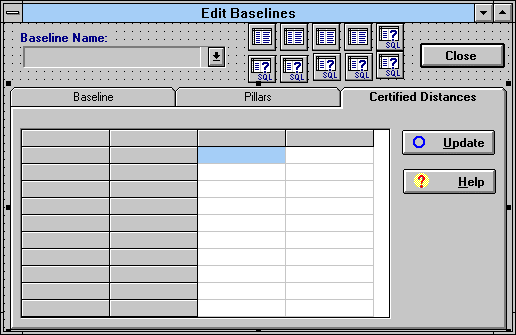 Edit Baselines
Baseline Name:
SQL
SQL SQL SQL SQL SQL
Close
Baseline Pillars Certified Distances
Update
Help